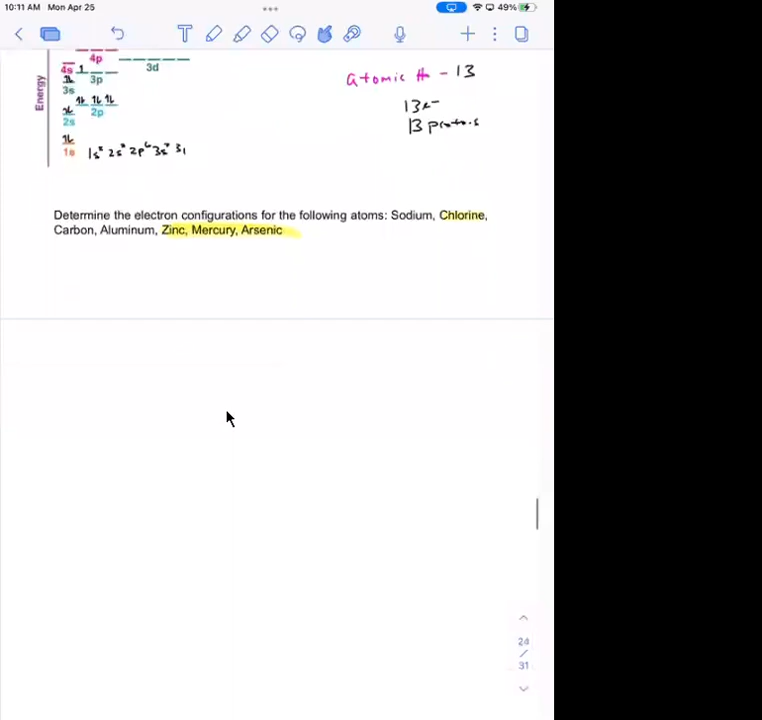 10:11 AM Mon Apr 25
49%
4p
3d
4s
3p
3s
Energy
2p
2s
1s
1s² 2s² 2p⁶ 3s² 3
atomic # - 13
13e-
13 protons
Determine the electron configurations for the following atoms: Sodium, Chlorine,
Carbon, Aluminum, Zinc, Mercury, Arsenic
24
/
31